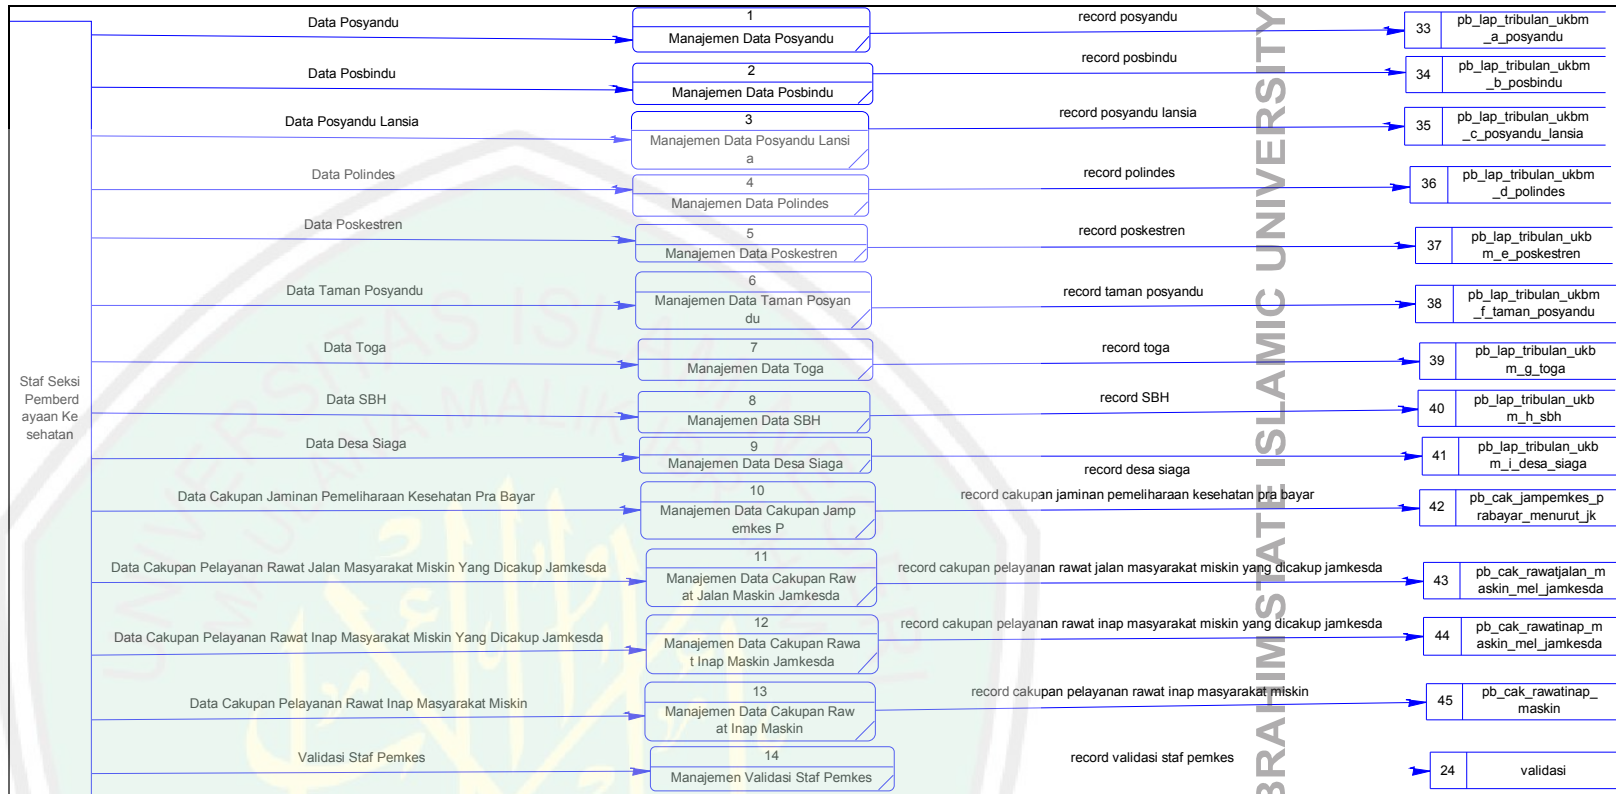 Staf Seksi
Pemberd
ayaan Ke
sehatan
Data Posyandu
1
Manajemen Data Posyandu
record posyandu
33
pb_lap_tribulan_ukbm
_a_posyandu
Data Posbindu
2
Manajemen Data Posbindu
record posbindu
34
pb_lap_tribulan_ukbm
_b_posbindu
Data Posyandu Lansia
3
Manajemen Data Posyandu Lansi
a
record posyandu lansia
35
pb_lap_tribulan_ukbm
_c_posyandu_lansia
Data Polindes
4
Manajemen Data Polindes
record polindes
36
pb_lap_tribulan_ukbm
_d_polindes
Data Poskestren
5
Manajemen Data Poskestren
record poskestren
37
pb_lap_tribulan_ukb
m_e_poskestren
Data Taman Posyandu
6
Manajemen Data Taman Posyan
du
record taman posyandu
38
pb_lap_tribulan_ukbm
_f_taman_posyandu
Data Toga
7
Manajemen Data Toga
record toga
39
pb_lap_tribulan_ukb
m_g_toga
Data SBH
8
Manajemen Data SBH
record SBH
40
pb_lap_tribulan_ukb
m_h_sbh
Data Desa Siaga
9
Manajemen Data Desa Siaga
record desa siaga
41
pb_lap_tribulan_ukb
m_i_desa_siaga
Data Cakupan Jaminan Pemeliharaan Kesehatan Pra Bayar
10
Manajemen Data Cakupan Jamp
emkes P
record cakupan jaminan pemeliharaan kesehatan pra bayar
42
pb_cak_jampemkes_p
rabayar_menurut_jk
Data Cakupan Pelayanan Rawat Jalan Masyarakat Miskin Yang Dicakup Jamkesda
11
Manajemen Data Cakupan Raw
at Jalan Maskin Jamkesda
record cakupan pelayanan rawat jalan masyarakat miskin yang dicakup jamkesda
43
pb_cak_rawatjalan_m
askin_mel_jamkesda
Data Cakupan Pelayanan Rawat Inap Masyarakat Miskin Yang Dicakup Jamkesda
12
Manajemen Data Cakupan Rawa
t Inap Maskin Jamkesda
record cakupan pelayanan rawat inap masyarakat miskin yang dicakup jamkesda
44
pb_cak_rawatinap_m
askin_mel_jamkesda
Data Cakupan Pelayanan Rawat Inap Masyarakat Miskin
13
Manajemen Data Cakupan Raw
at Inap Maskin
record cakupan pelayanan rawat inap masyarakat miskin
45
pb_cak_rawatinap_
maskin
Validasi Staf Pemkes
14
Manajemen Validasi Staf Pemkes
record validasi staf pemkes
24
validasi
BRAHIM STATE ISLAMIC UNIVERSITY
UNIVERSITAS ISLAM NEGERI
MAULANA MALIK